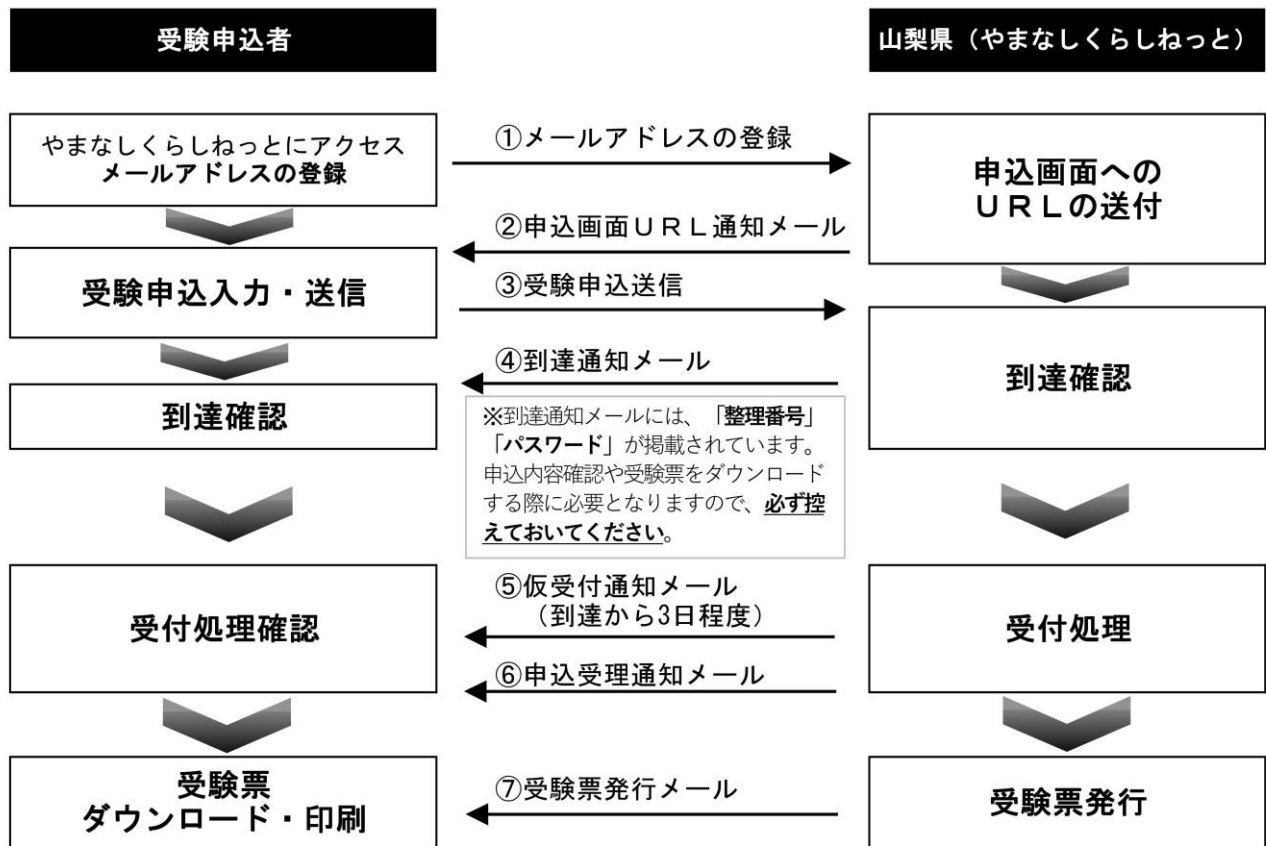 受験申込者
山梨県（やまなしくらしねっと）
やまなしくらしねっとにアクセス
メールアドレスの登録
①メールアドレスの登録
申込画面への
ＵＲＬの送付
②申込画面ＵＲＬ通知メール
受験申込入力・送信
③受験申込送信
④到達通知メール
到達確認
到達確認
※到達通知メールには、「整理番号」
「パスワード」が掲載されています。
申込内容確認や受験票をダウンロード
する際に必要となりますので、必ず控
えておいてください。
⑤仮受付通知メール
（到達から3日程度）
受付処理確認
受付処理
⑥申込受理通知メール
受験票
ダウンロード・印刷
⑦受験票発行メール
受験票発行